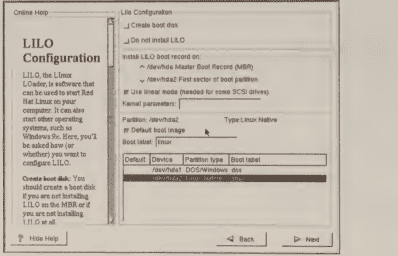 Online Help
LILO
Configuration
LILO, the LInux
LOader, is software that
can be used to start Red
Hat Linux on your
computer. It can also
start other operating
systems, such as
Windows 9x. Here, you'll
be asked how (or
whether) you want to
configure LILO.
Create boot disk: You
should create a boot disk
if you are not installing
LILO on the MBR or if
you are not installing
LILO at all.
Hide Help
Lilo Configuration
Create boot disk
Do not install LILO
Install LILO boot record on:
/dev/hda Master Boot Record (MBR)
/dev/hda2 First sector of boot partition
Use linear mode (needed for some SCSI drives)
Kernel parameters:
Partition: /dev/hda2 Type:Linux Native
Default boot image
Boot label: linux
Default Device Partition type Boot label
/dev/hda1 DOS/Windows dos
/dev/hda2 Linux Native linux
Back
Next